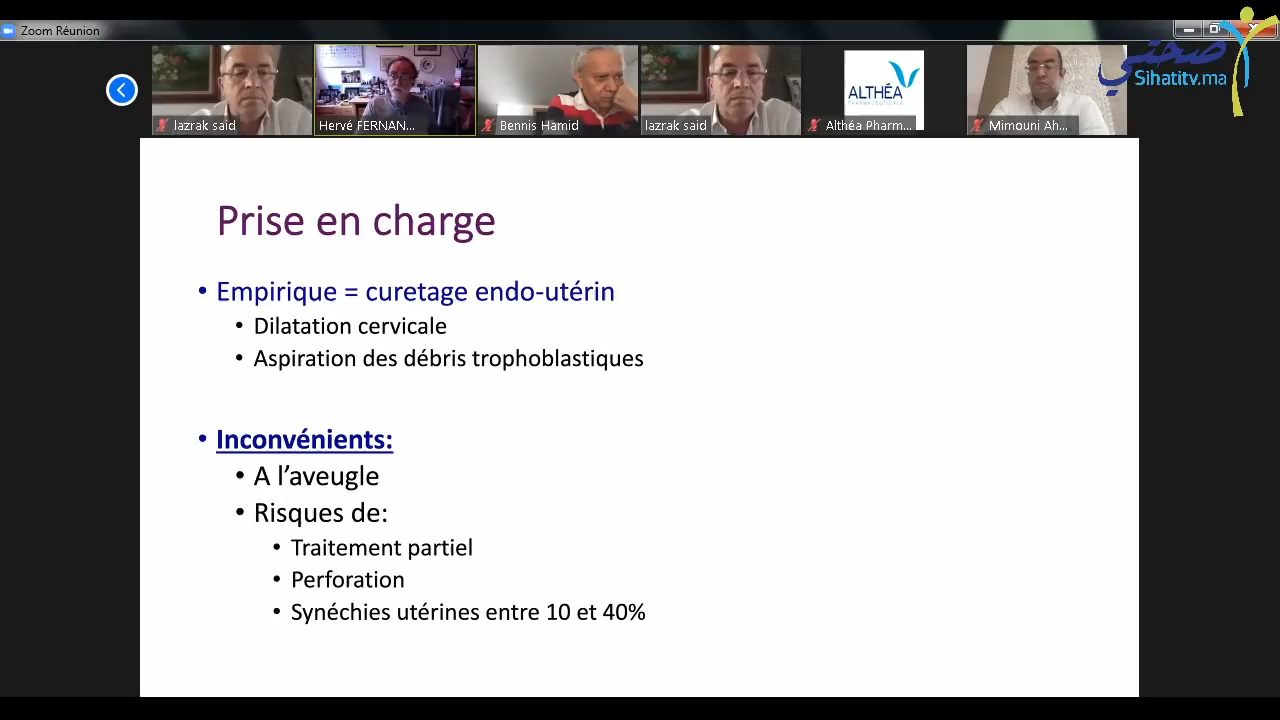 Zoom Réunion
صحتي
Sihatitv.ma
lazrak said
Hervé FERNAN...
Bennis Hamid
lazrak said
ALTHÉA
PHARMACEUTICALS
Althéa Pharm...
Mimouni Ah...
Prise en charge
• Empirique = curetage endo-utérin
• Dilatation cervicale
• Aspiration des débris trophoblastiques
• Inconvénients:
• A l’aveugle
• Risques de:
• Traitement partiel
• Perforation
• Synéchies utérines entre 10 et 40%